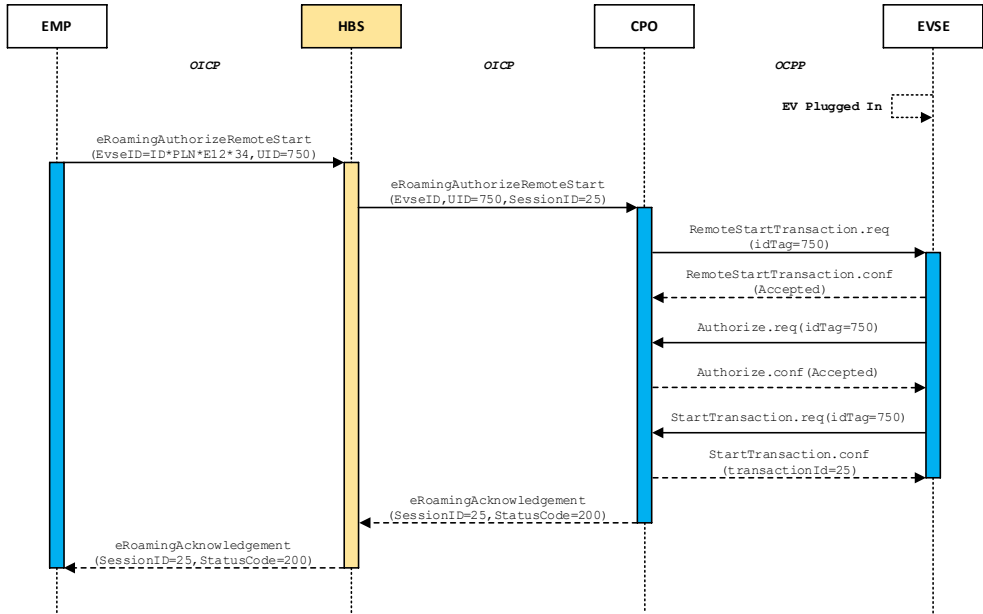 EMP
HBS
CPO
EVSE
OICP
OICP
OCPP
EV Plugged In
eRoamingAuthorizeRemoteStart
(EvseID=ID*PLN*E12*34,UID=750)
eRoamingAuthorizeRemoteStart
(EvseID,UID=750,SessionID=25)
RemoteStartTransaction.req
(idTag=750)
RemoteStartTransaction.conf
(Accepted)
Authorize.req(idTag=750)
Authorize.conf(Accepted)
StartTransaction.req(idTag=750)
StartTransaction.conf
(transactionId=25)
eRoamingAcknowledgement
(SessionID=25,StatusCode=200)
eRoamingAcknowledgement
(SessionID=25,StatusCode=200)